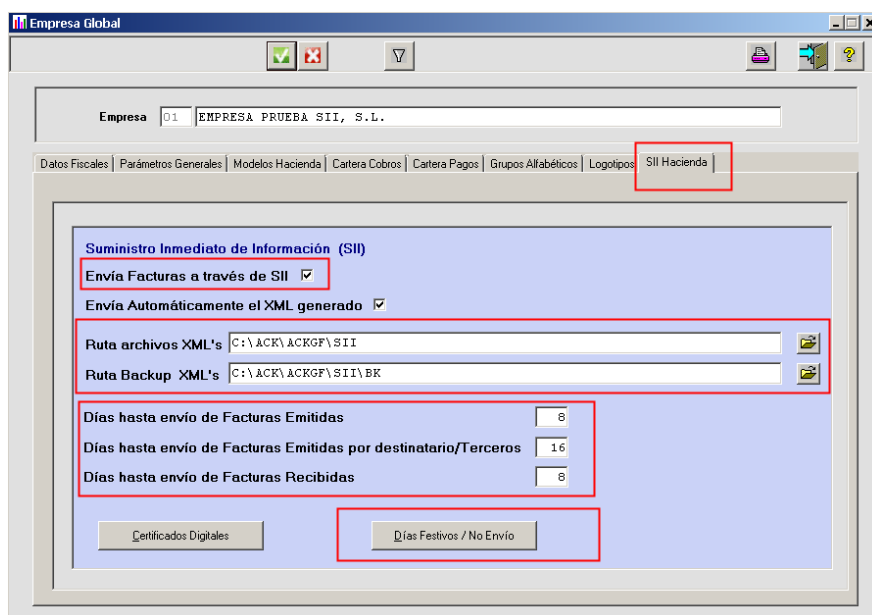 Empresa Global
Empresa 01 EMPRESA PRUEBA SII, S.L.
Datos Fiscales Parámetros Generales Modelos Hacienda Cartera Cobros Cartera Pagos Grupos Alfabéticos Logotipos SII Hacienda
Suministro Inmediato de Información (SII)
Envía Facturas a través de SII
Envía Automáticamente el XML generado
Ruta archivos XML's C:\ACK\ACKGF\SII
Ruta Backup XML's C:\ACK\ACKGF\SII\BK
Días hasta envío de Facturas Emitidas 8
Días hasta envío de Facturas Emitidas por destinatario/Terceros 16
Días hasta envío de Facturas Recibidas 8
Certificados Digitales Días Festivos / No Envío